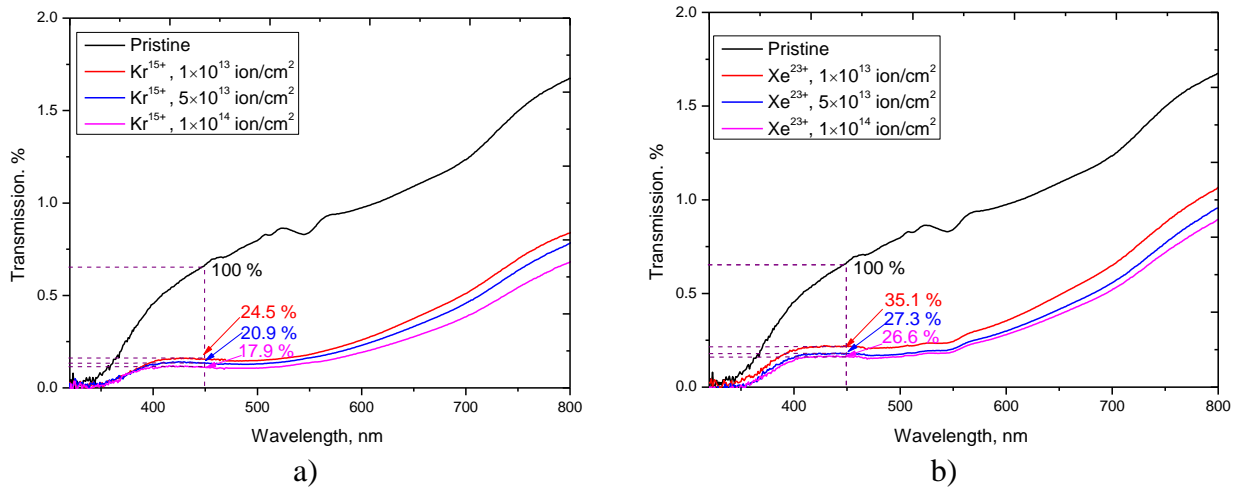 2.0
1.5
1.0
0.5
0.0
Transmission. %
Pristine
Kr¹⁵⁺, 1×10¹³ ion/cm²
Kr¹⁵⁺, 5×10¹³ ion/cm²
Kr¹⁵⁺, 1×10¹⁴ ion/cm²
100 %
24.5 %
20.9 %
17.9 %
400 500 600 700 800
Wavelength, nm
a)
2.0
1.5
1.0
0.5
0.0
Transmission. %
Pristine
Xe²³⁺, 1×10¹³ ion/cm²
Xe²³⁺, 5×10¹³ ion/cm²
Xe²³⁺, 1×10¹⁴ ion/cm²
100 %
35.1 %
27.3 %
26.6 %
400 500 600 700 800
Wavelength, nm
b)